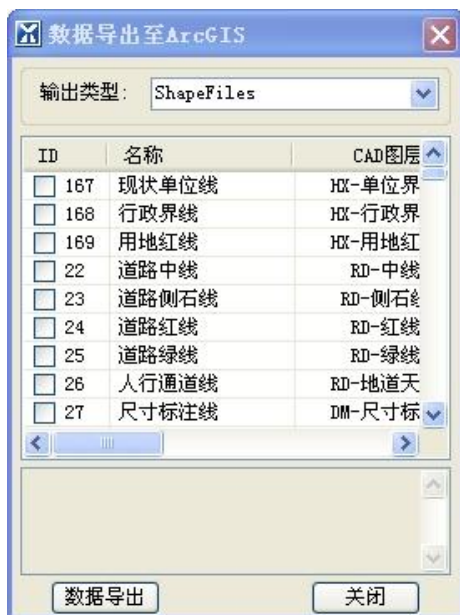 数据导出至ArcGIS
输出类型: ShapeFiles
ID 名称 CAD图层
167 现状单位线 HX-单位界
168 行政界线 HX-行政界
169 用地红线 HX-用地红
22 道路中线 RD-中线
23 道路侧石线 RD-侧石
24 道路红线 RD-红线
25 道路绿线 RD-绿线
26 人行通道线 RD-地道天
27 尺寸标注线 DM-尺寸标
数据导出 关闭